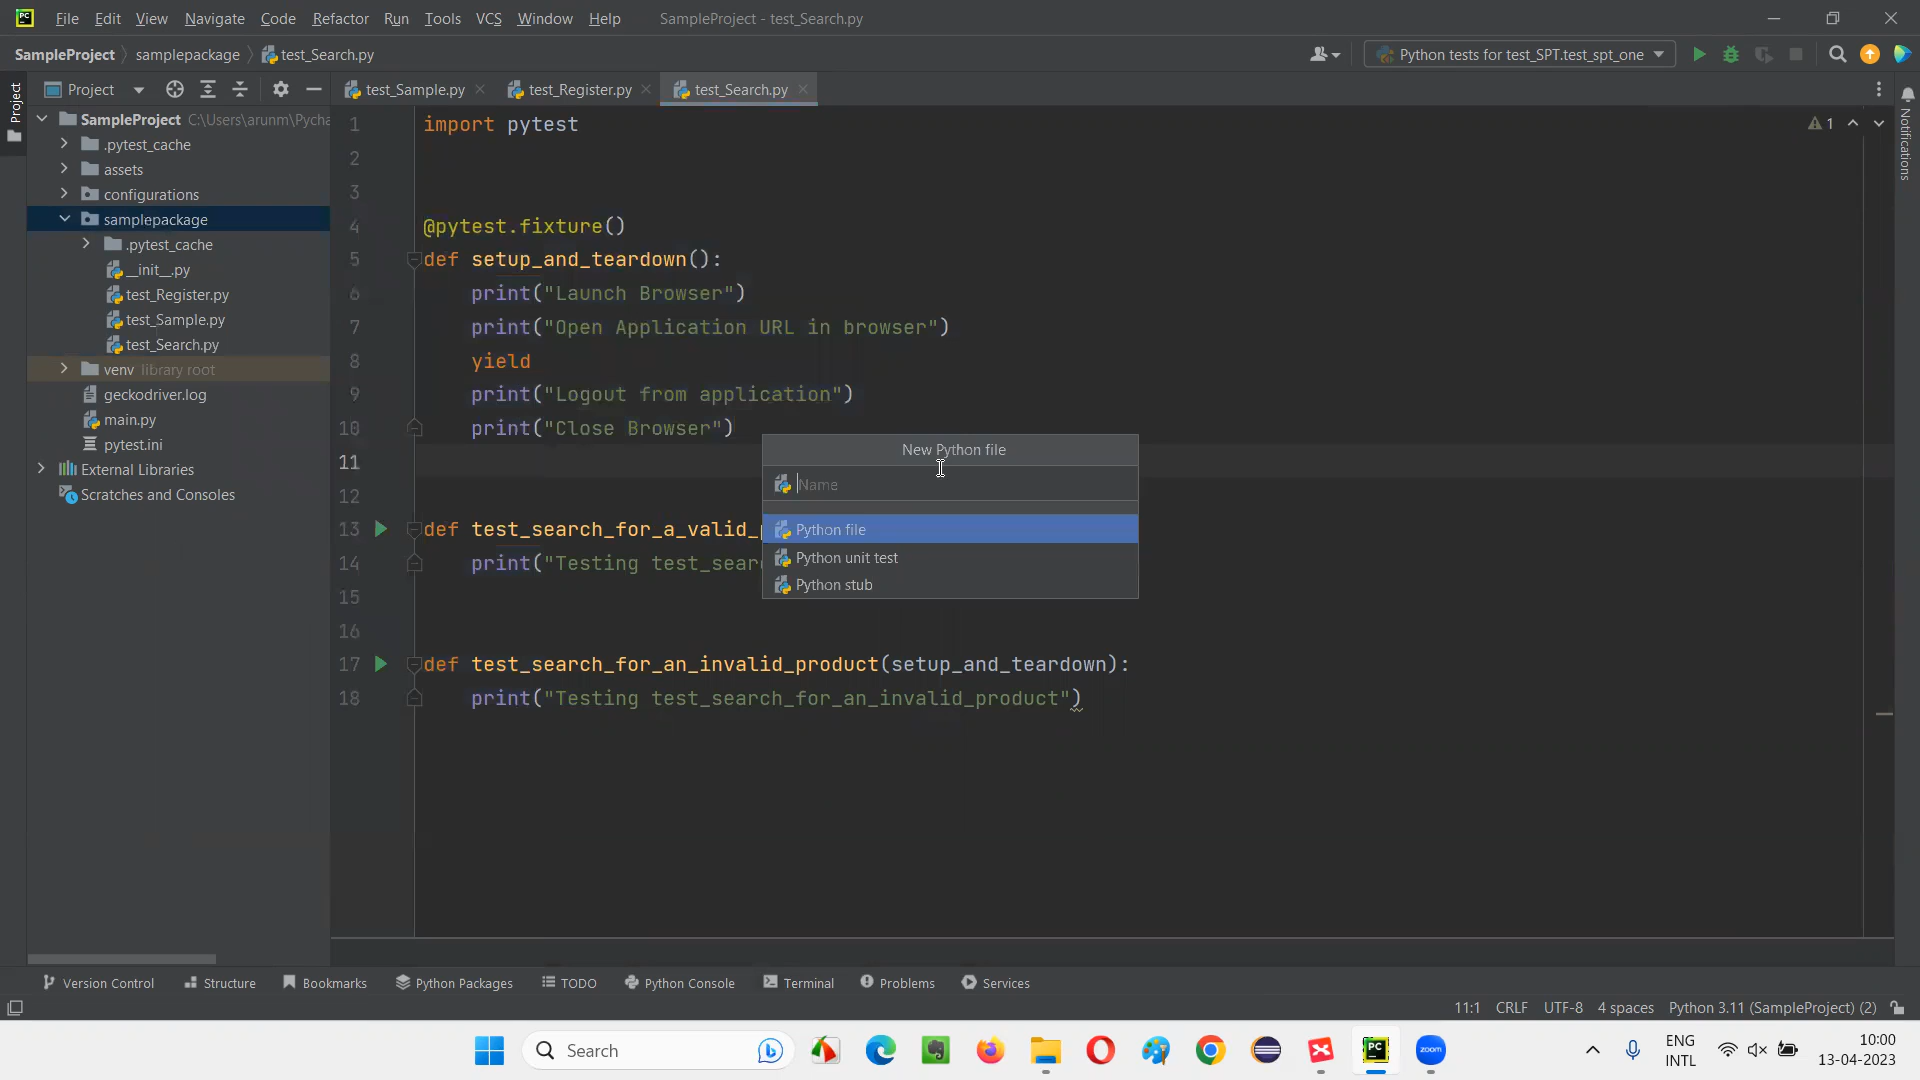 File Edit View Navigate Code Refactor Run Tools VCS Window Help SampleProject - test_Search.py
SampleProject samplepackage test_Search.py
Python tests for test_SPT.test_spt_one
Project
Project
test_Sample.py
test_Register.py
test_Search.py
Notifications
SampleProject C:\Users\arunm\Pycha
.pytest_cache
assets
configurations
samplepackage
.pytest_cache
__init__.py
test_Register.py
test_Sample.py
test_Search.py
venv library root
geckodriver.log
main.py
pytest.ini
External Libraries
Scratches and Consoles
1 import pytest
2
3
4 @pytest.fixture()
5 def setup_and_teardown():
6 print("Launch Browser")
7 print("Open Application URL in browser")
8 yield
9 print("Logout from application")
10 print("Close Browser")
11
12
13 def test_search_for_a_valid_
14 print("Testing test_sear
15
16
17 def test_search_for_an_invalid_product(setup_and_teardown):
18 print("Testing test_search_for_an_invalid_product")
1
New Python file
Name
Python file
Python unit test
Python stub
Version Control Structure Bookmarks Python Packages TODO Python Console Terminal Problems Services
11:1 CRLF UTF-8 4 spaces Python 3.11 (SampleProject) (2)
Search
PC
zoom
ENG
INTL
10:00
13-04-2023